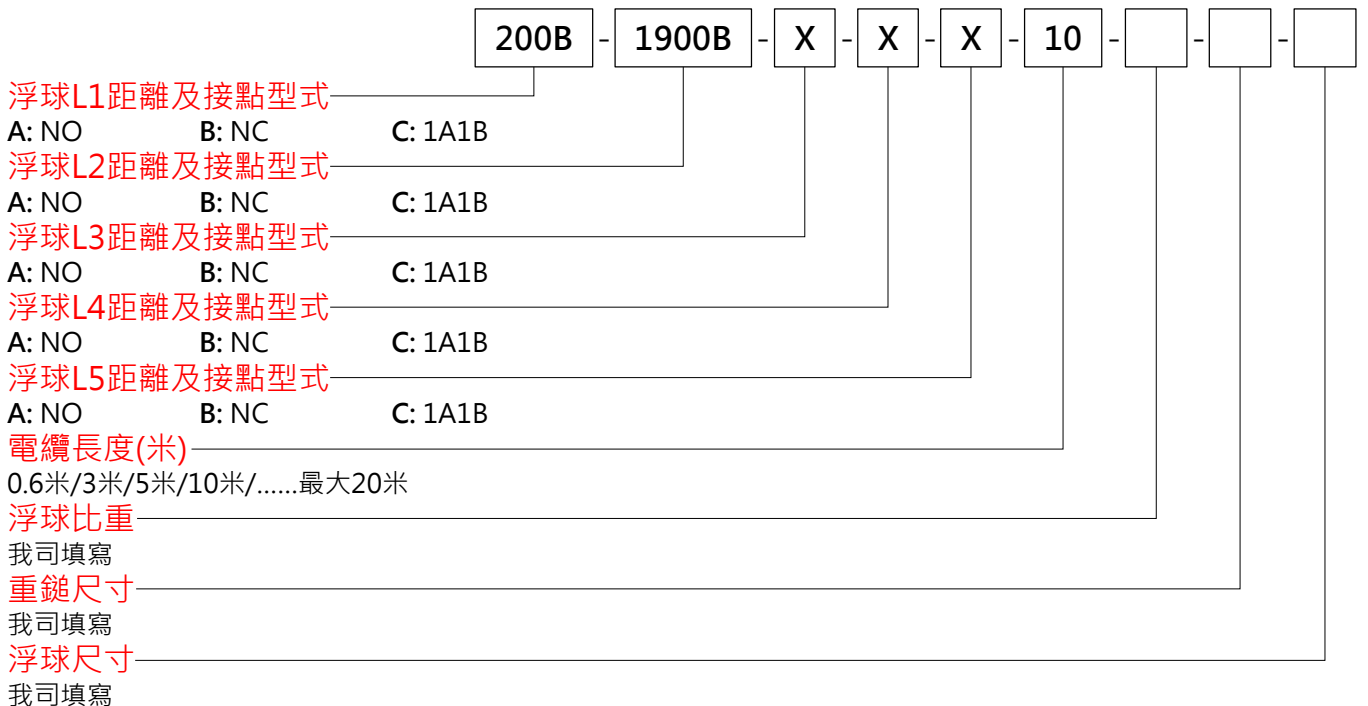 200B - 1900B - X - X - X - 10 - - -
浮球L1距離及接點型式
A: NO B: NC C: 1A1B
浮球L2距離及接點型式
A: NO B: NC C: 1A1B
浮球L3距離及接點型式
A: NO B: NC C: 1A1B
浮球L4距離及接點型式
A: NO B: NC C: 1A1B
浮球L5距離及接點型式
A: NO B: NC C: 1A1B
電纜長度(米)
0.6米/3米/5米/10米/......最大20米
浮球比重
我司填寫
重鎚尺寸
我司填寫
浮球尺寸
我司填寫